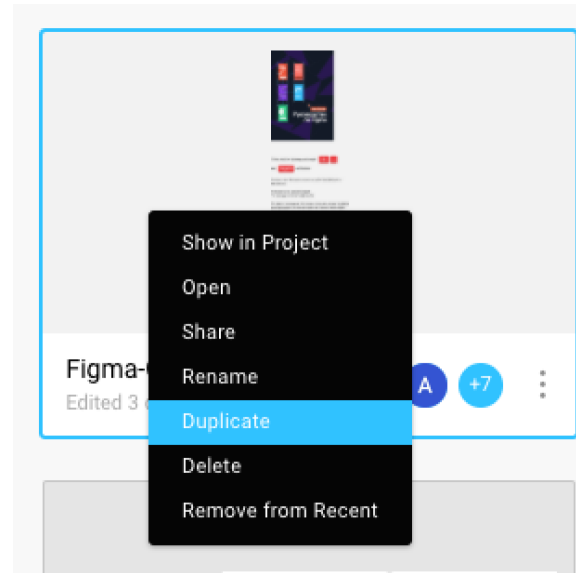 Show in Project
Open
Share
Figma-
Rename
A
+7
Edited 3
Duplicate
Delete
Remove from Recent